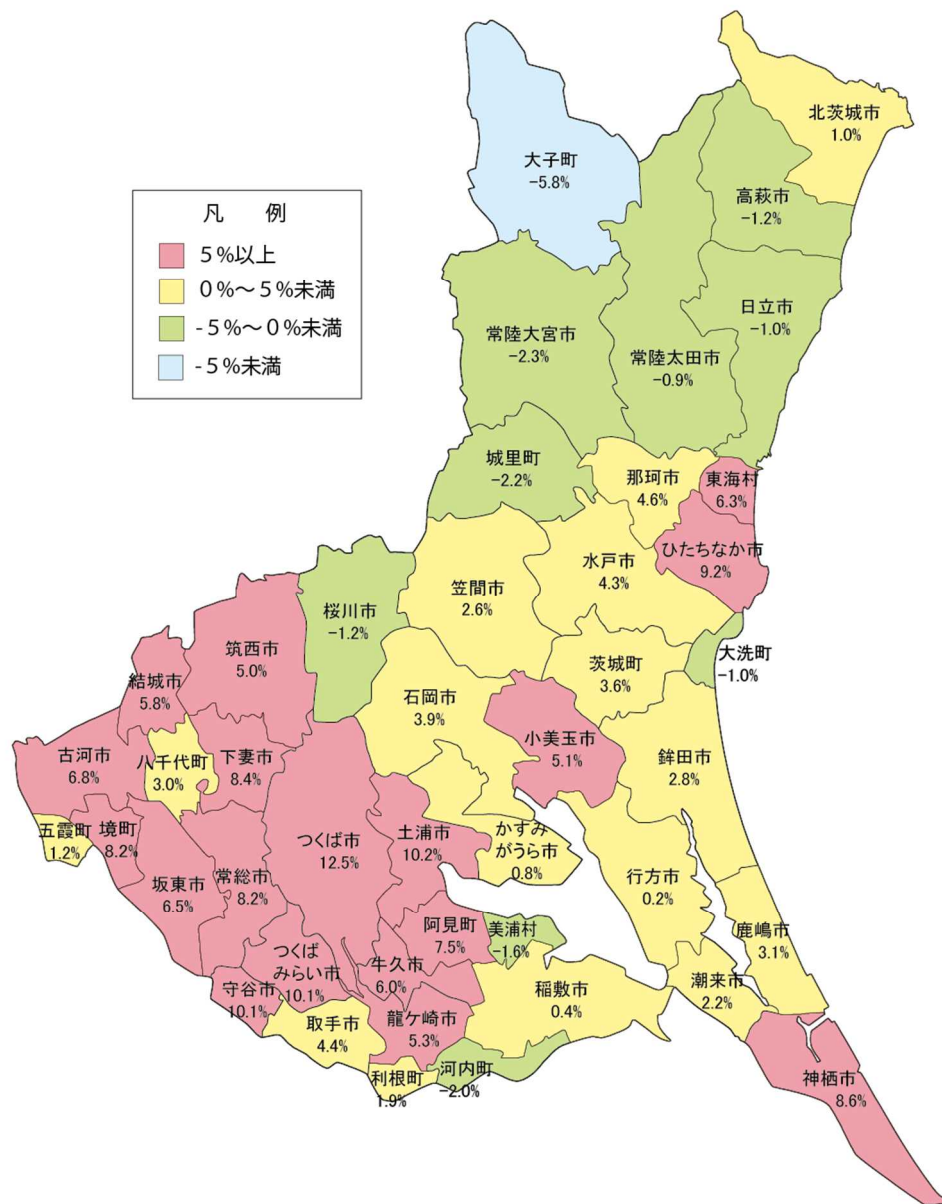 北茨城市
1.0%
大子町
-5.8%
高萩市
-1.2%
凡　例
5%以上
0%～5%未満
-5%～0%未満
-5%未満
日立市
-1.0%
常陸大宮市
-2.3%
常陸太田市
-0.9%
城里町
-2.2%
那珂市
4.6%
東海村
6.3%
ひたちなか市
9.2%
水戸市
4.3%
笠間市
2.6%
桜川市
-1.2%
筑西市
5.0%
大洗町
-1.0%
茨城町
3.6%
結城市
5.8%
石岡市
3.9%
小美玉市
5.1%
古河市
6.8%
八千代町
3.0%
下妻市
8.4%
鉾田市
2.8%
五霞町
1.2%
境町
8.2%
つくば市
12.5%
土浦市
10.2%
かすみ
がうら市
0.8%
坂東市
6.5%
常総市
8.2%
行方市
0.2%
阿見町
7.5%
美浦村
-1.6%
鹿嶋市
3.1%
つくば
みらい市
10.1%
牛久市
6.0%
守谷市
10.1%
稲敷市
0.4%
潮来市
2.2%
取手市
4.4%
龍ケ崎市
5.3%
利根町
1.9%
河内町
-2.0%
神栖市
8.6%